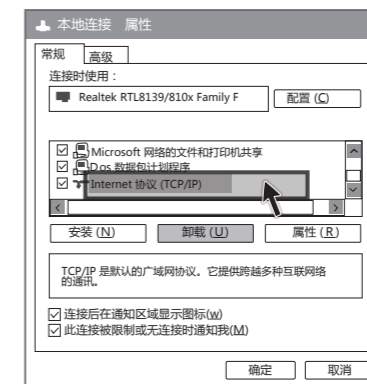 本地连接 属性
常规 高级
连接时使用：
Realtek RTL8139/810x Family F 配置 (C)
Microsoft 网络的文件和打印机共享
Dos 数据包计划程序
Internet 协议 (TCP/IP)
安装 (N) 卸载 (U) 属性 (R)
TCP/IP 是默认的广域网协议。它提供跨越多种互联网络
的通讯。
连接后在通知区域显示图标(w)
此连接被限制或无连接时通知我(M)
确定 取消